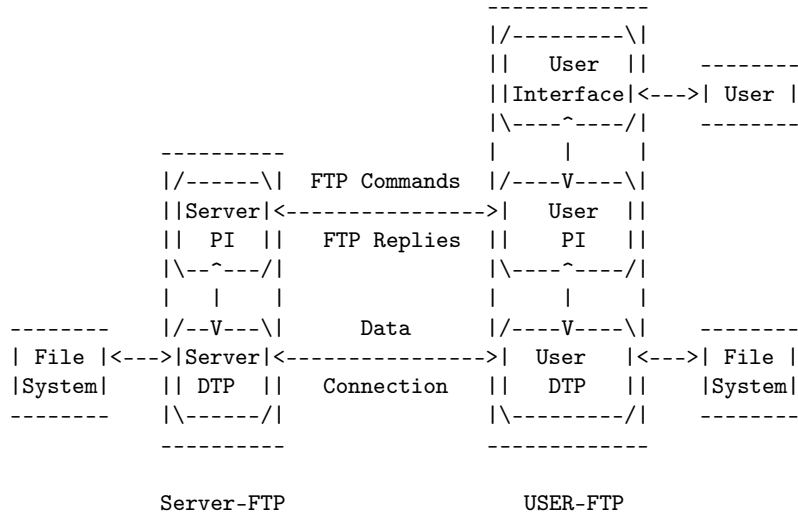 User
Interface
User
FTP Commands
Server
User
PI
FTP Replies
PI
Data
File
Server
User
File
System
DTP
Connection
DTP
System
Server-FTP
USER-FTP